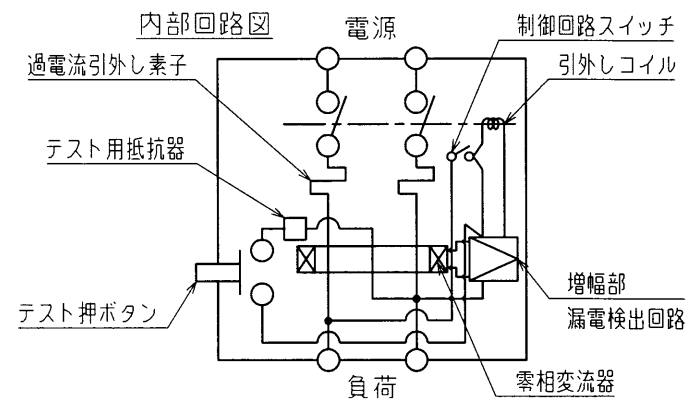 内部回路図
電源
制御回路スイッチ
過電流引外し素子
引外しコイル
テスト用抵抗器
増幅部
漏電検出回路
テスト押ボタン
零相変流器
負荷